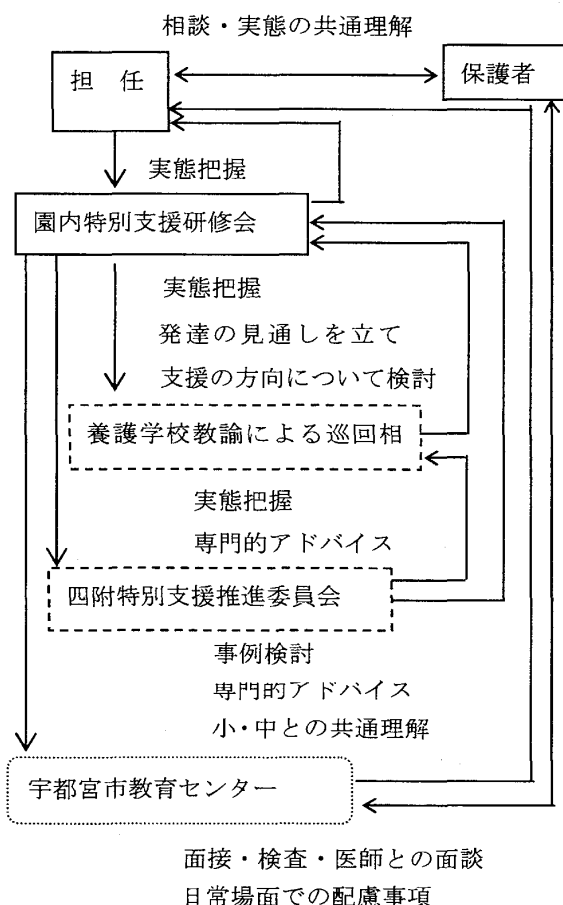 相談・実態の共通理解
担　任
保護者
実態把握
園内特別支援研修会
実態把握
発達の見通しを立て
支援の方向について検討
養護学校教諭による巡回相
実態把握
専門的アドバイス
四附特別支援推進委員会
事例検討
専門的アドバイス
小・中との共通理解
宇都宮市教育センター
面接・検査・医師との面談
日常場面での配慮事項